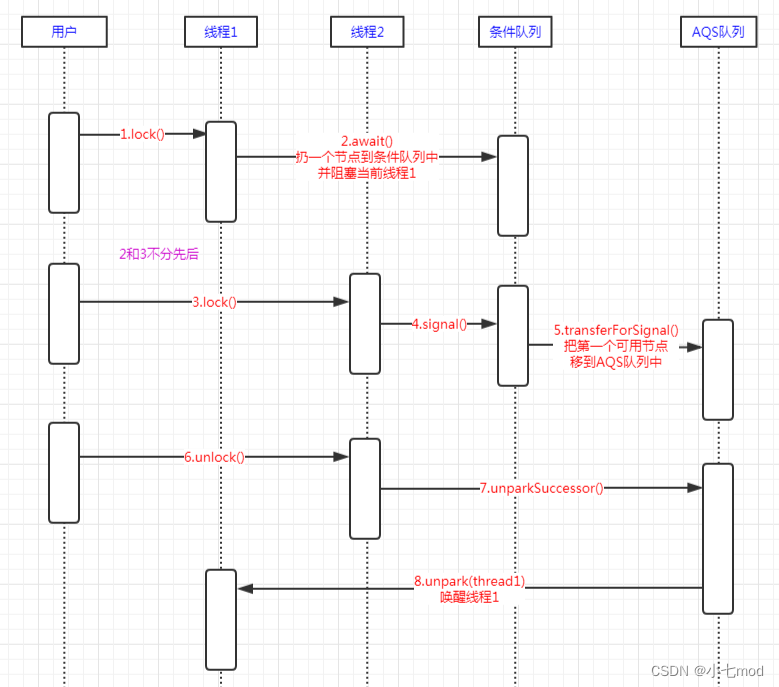 用户
线程1
线程2
条件队列
AQS队列
1.lock()
2.await()
扔一个节点到条件队列中
并阻塞当前线程1
2和3不分先后
3.lock()
4.signal()
5.transferForSignal()
把第一个可用节点
移到AQS队列中
6.unlock()
7.unparkSuccessor()
8.unpark(thread1)
唤醒线程1
CSDN @小七mod